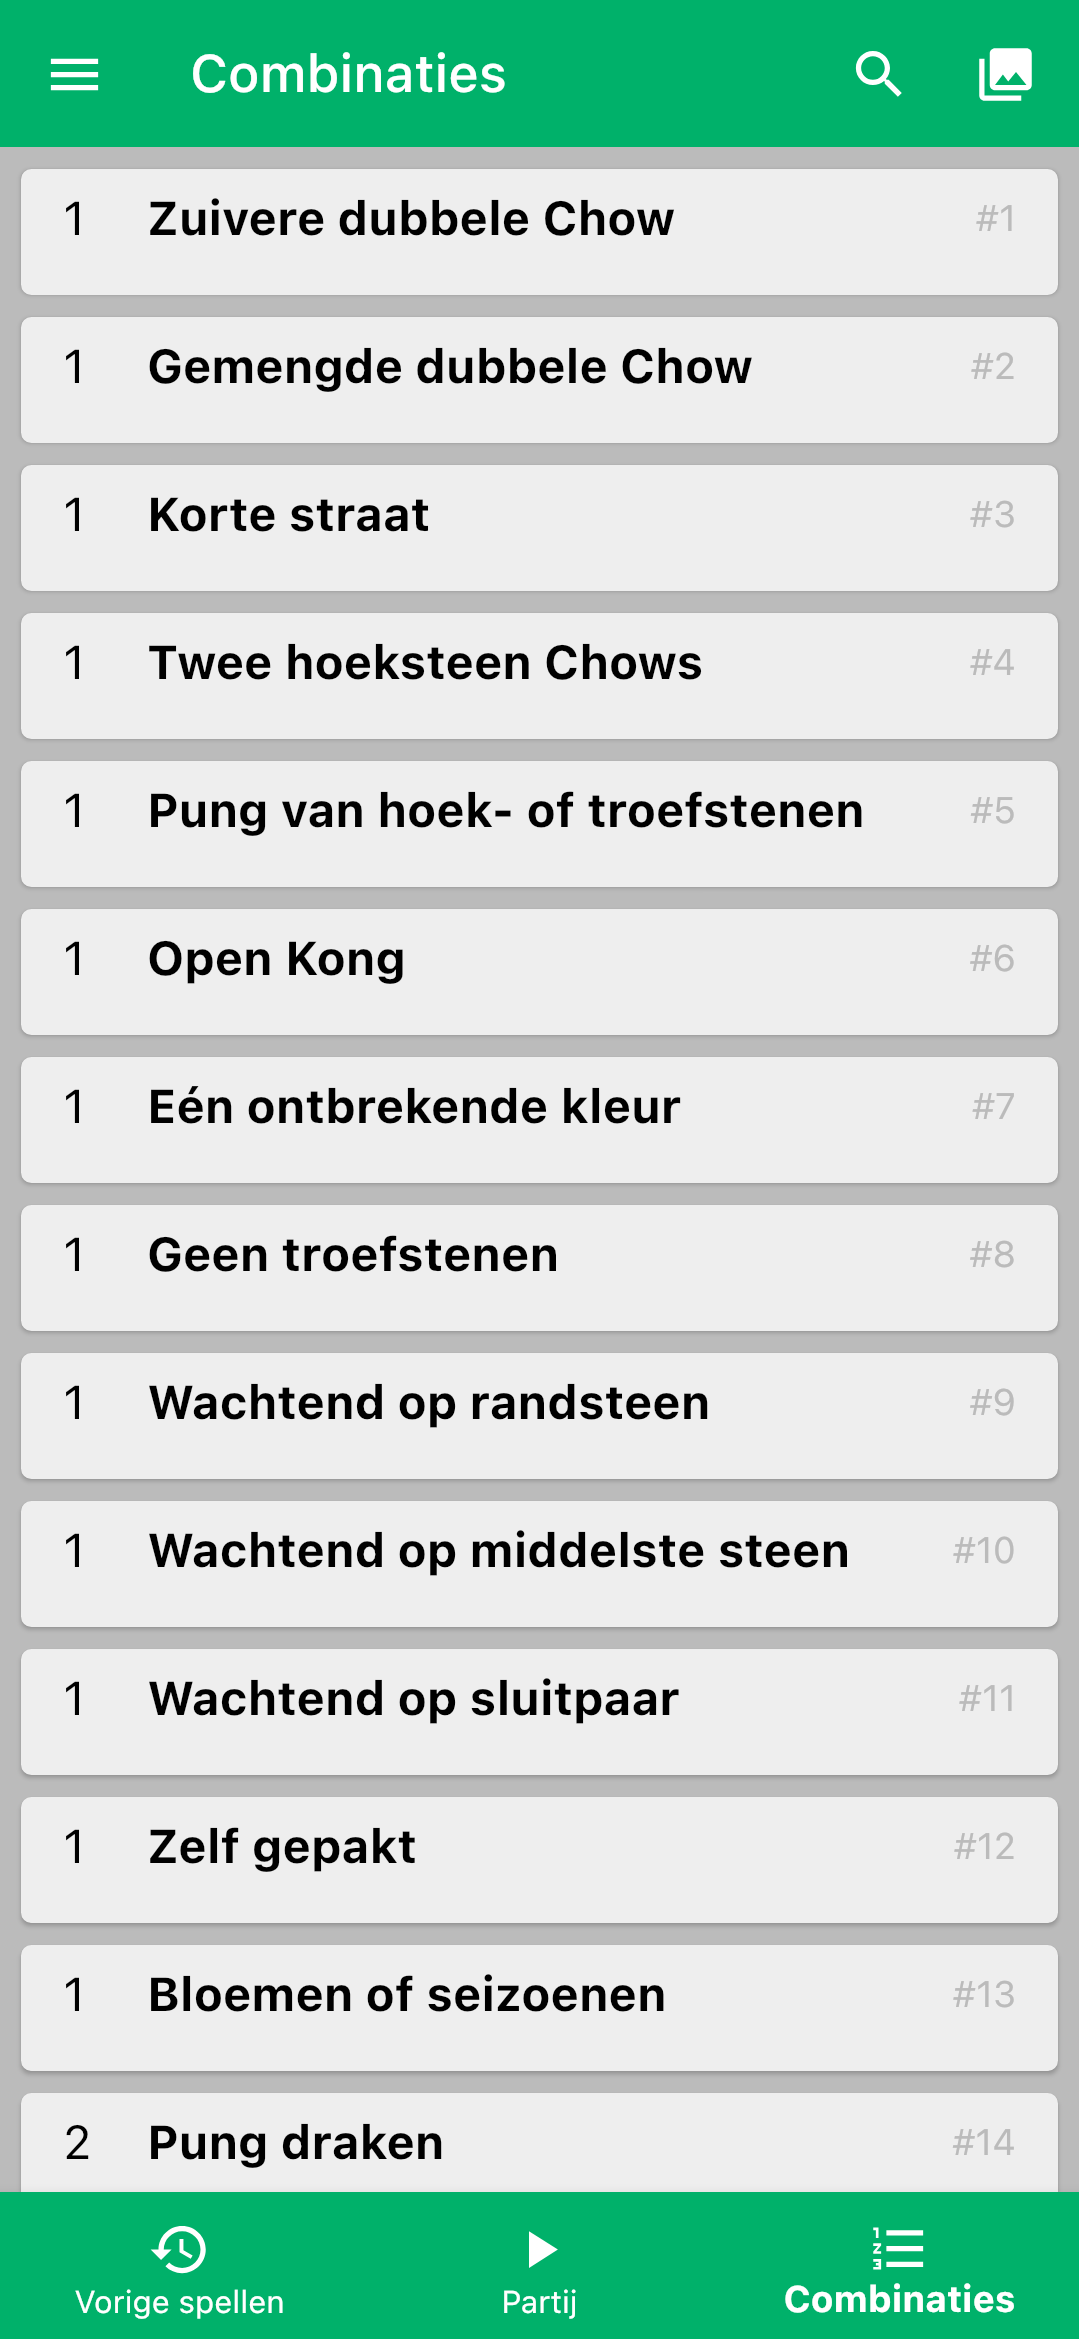 Combinaties
1 Zuivere dubbele Chow #1
1 Gemengde dubbele Chow #2
1 Korte straat #3
1 Twee hoeksteen Chows #4
1 Pung van hoek- of troefstenen #5
1 Open Kong #6
1 Eén ontbrekende kleur #7
1 Geen troefstenen #8
1 Wachtend op randsteen #9
1 Wachtend op middelste steen #10
1 Wachtend op sluitpaar #11
1 Zelf gepakt #12
1 Bloemen of seizoenen #13
2 Pung draken #14
Vorige spellen Partij Combinaties